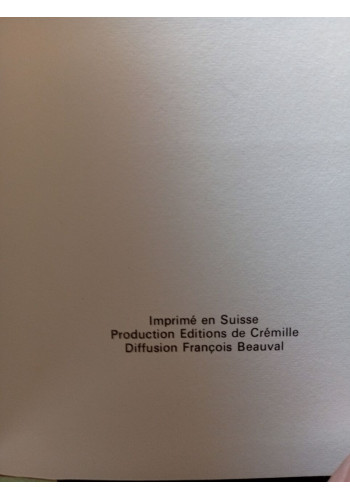 Imprimé en Suisse
Production Editions de Crémille
Diffusion François Beauval